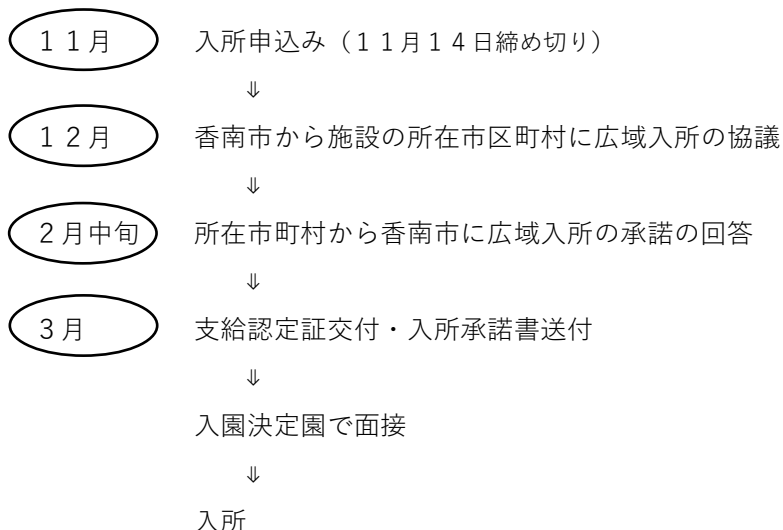 １１月　入所申込み（１１月１４日締め切り）
⇓
１２月　香南市から施設の所在市区町村に広域入所の協議
⇓
２月中旬　所在市町村から香南市に広域入所の承諾の回答
⇓
３月　支給認定証交付・入所承諾書送付
⇓
入園決定園で面接
⇓
入所